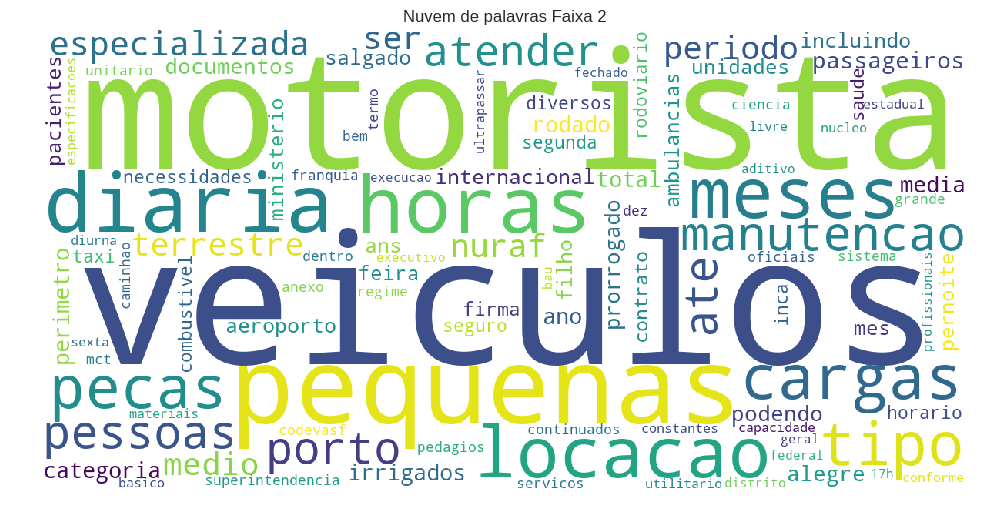 Nuvem de palavras Faixa 2
especializada
ser
atender
periodo
incluindo
unitario
documentos
salgado
fechado
unidades
passageiros
pacientes
especificacoes
motorista
ministerio
termo
bem
ultrapassar
diversos
rodado
segunda
rodoviario
ambulancias
ciencia
livre
nucleo
saude
estadual
diaria
necessidades
franquia
execucao
horas
internacional
total
dez
meses
aditivo
media
grande
manutencao
perimetro
diurna
taxi
caminhao
terrestre
combustivel
anexo
dentro
ans
executivo
feira
regime
nuraf
bau
filho
prorrogado
contrato
ate
oficiais
inca
sistema
profissionais
pernoite
veiculos
sexta
mct
aeroporto
seguro
firma
ano
mes
pecas
materiais
pequenas
cargas
pessoas
codevasf
porto
pedagios
continuados
constantes
podendo
capacidade
geral
horario
categoria
basico
medio
superintendencia
irrigados
locacao
servicos
utilitario
federal
distrito
alegre
tipo
17h
conforme